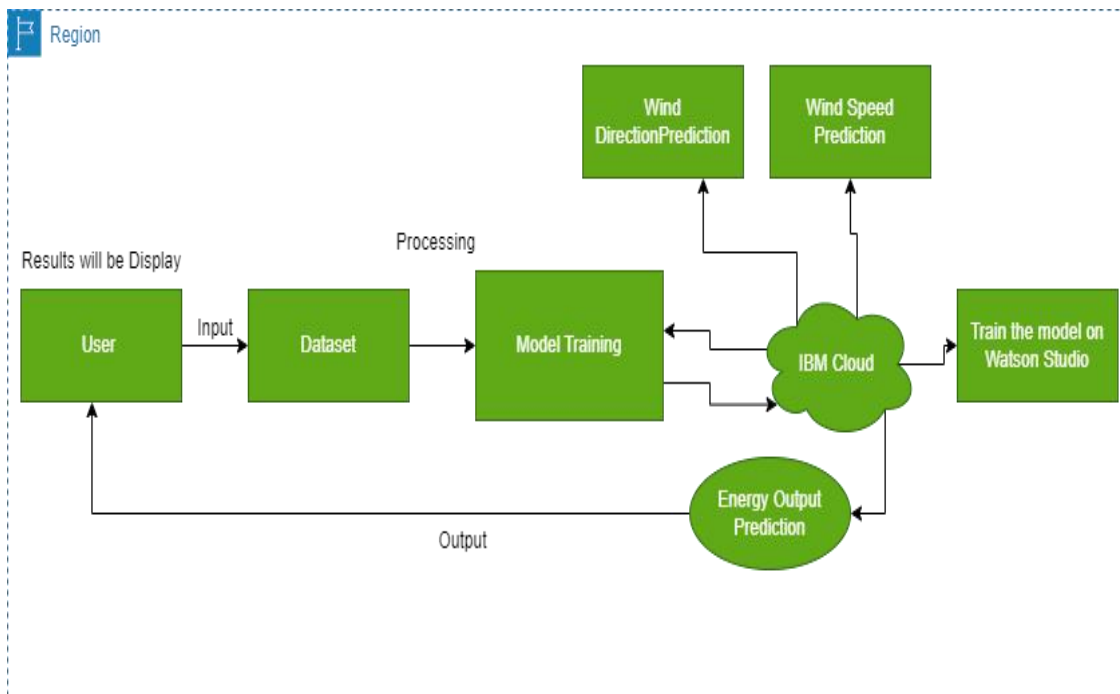 Region
Wind
DirectionPrediction
Wind Speed
Prediction
Processing
Results will be Display
User
Input
Dataset
Model Training
IBM Cloud
Train the model on
Watson Studio
Energy Output
Prediction
Output